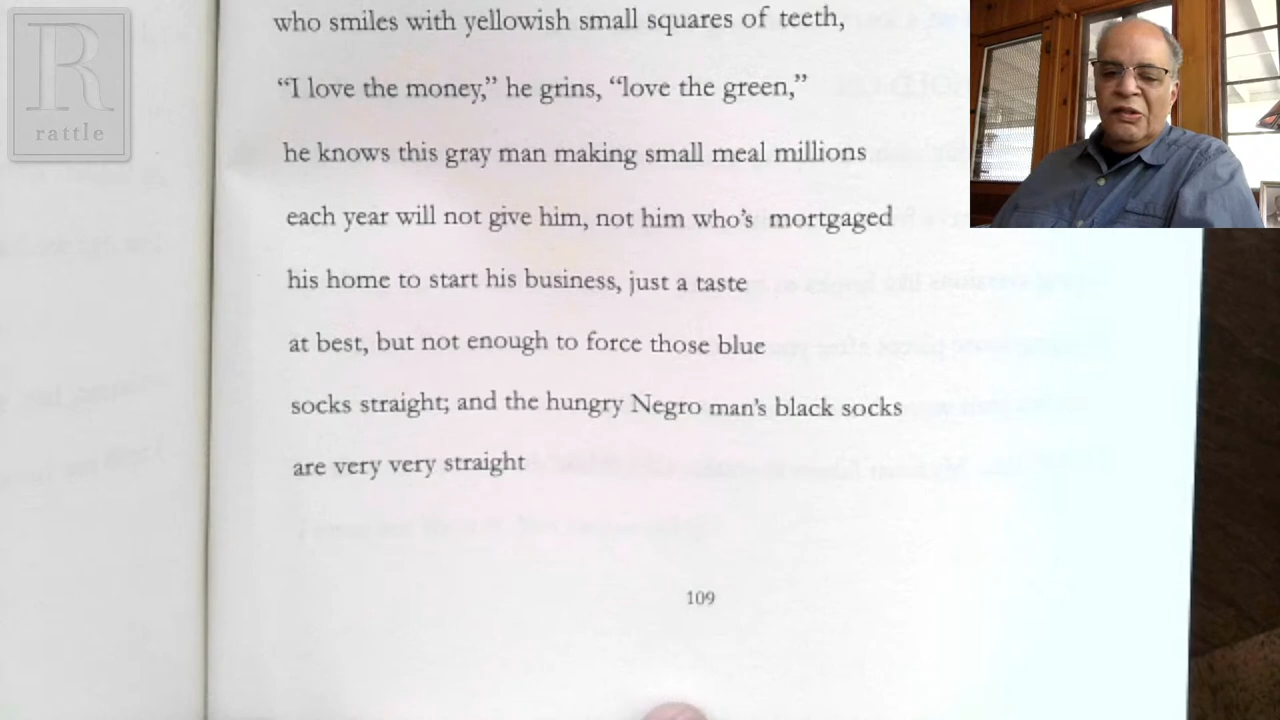 R
rattle
who smiles with yellowish small squares of teeth,
“I love the money,” he grins, “love the green,”
he knows this gray man making small meal millions
each year will not give him, not him who’s mortgaged
his home to start his business, just a taste
at best, but not enough to force those blue
socks straight; and the hungry Negro man’s black socks
are very very straight
109